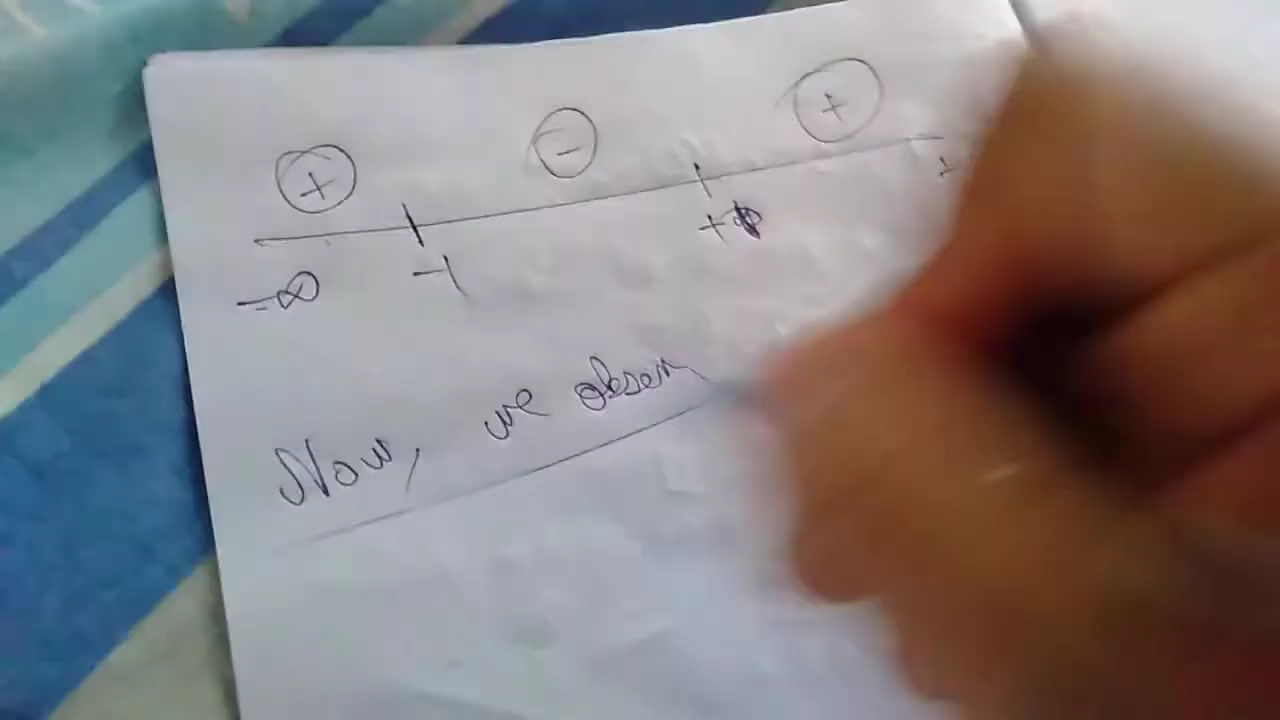 + - +
-∞ -1 +
Now, we observ